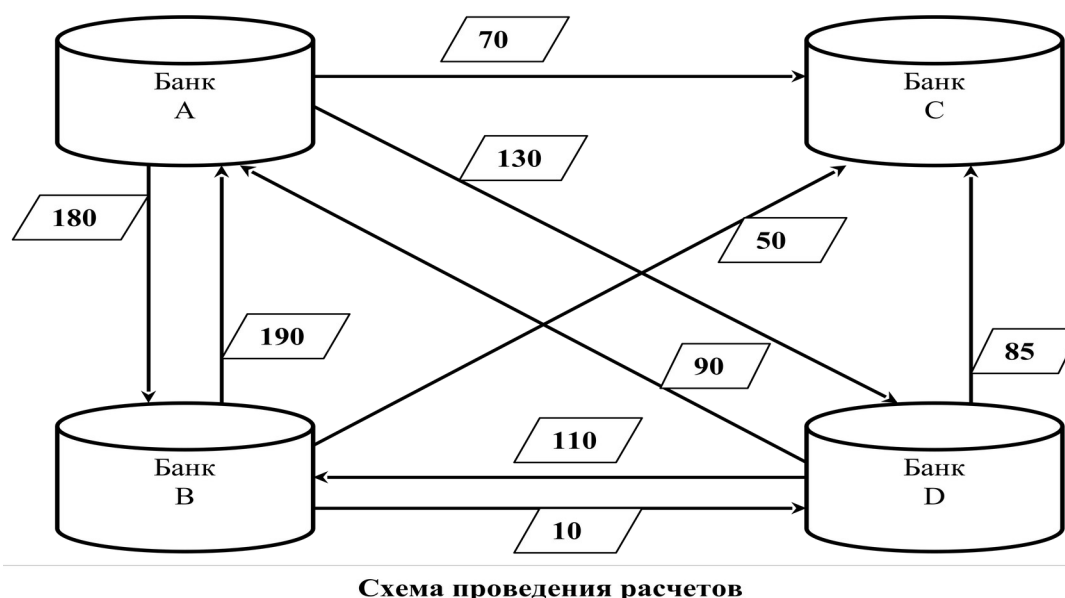 70
Банк
А
Банк
С
130
180
50
190
90
85
110
Банк
В
Банк
D
10
Схема проведения расчетов